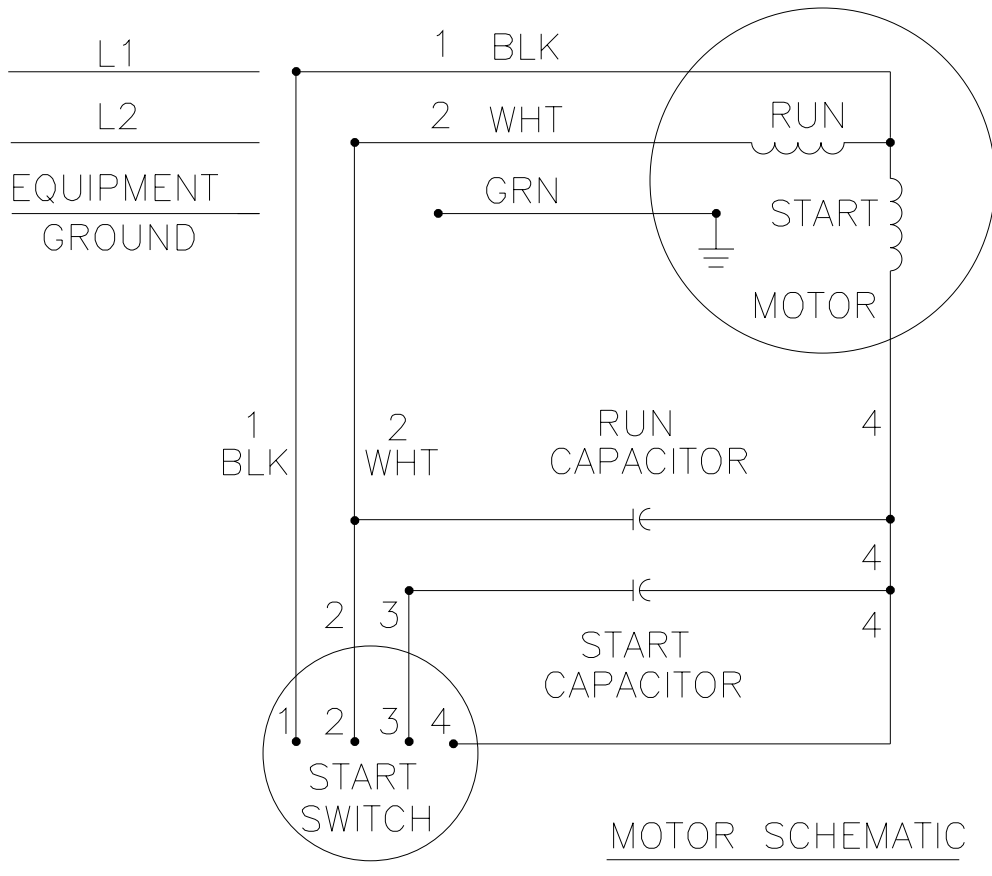 L1
1 BLK
L2
2 WHT
RUN
EQUIPMENT
GROUND
GRN
START
MOTOR
1
BLK
2
WHT
RUN
CAPACITOR
4
4
2 3
4
START
CAPACITOR
1 2 3 4
START
SWITCH
MOTOR SCHEMATIC